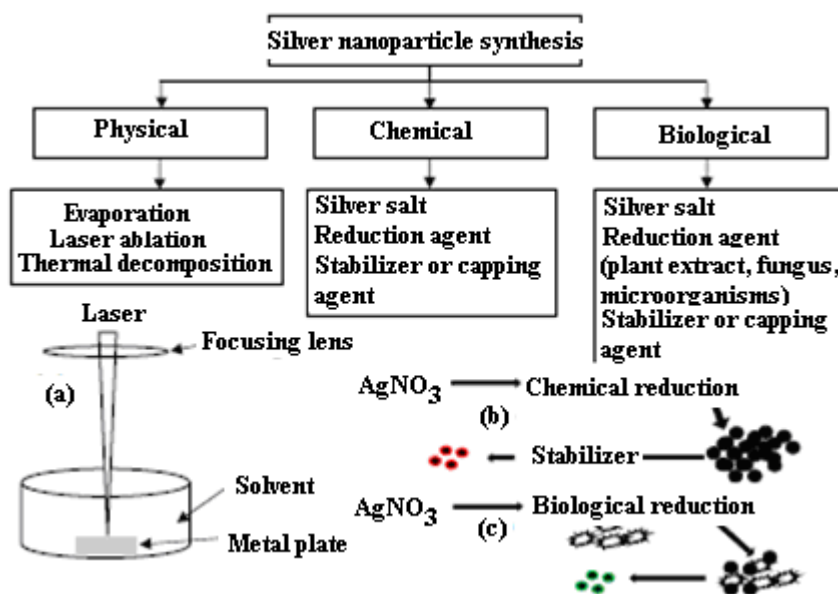 Silver nanoparticle synthesis
Physical
Chemical
Biological
Evaporation
Laser ablation
Thermal decomposition
Silver salt
Reduction agent
Stabilizer or capping
agent
Silver salt
Reduction agent
(plant extract, fungus,
microorganisms)
Stabilizer or capping
agent
Laser
Focusing lens
(a)
Solvent
Metal plate
AgNO3
(b)
Chemical reduction
Stabilizer
AgNO3
(c)
Biological reduction